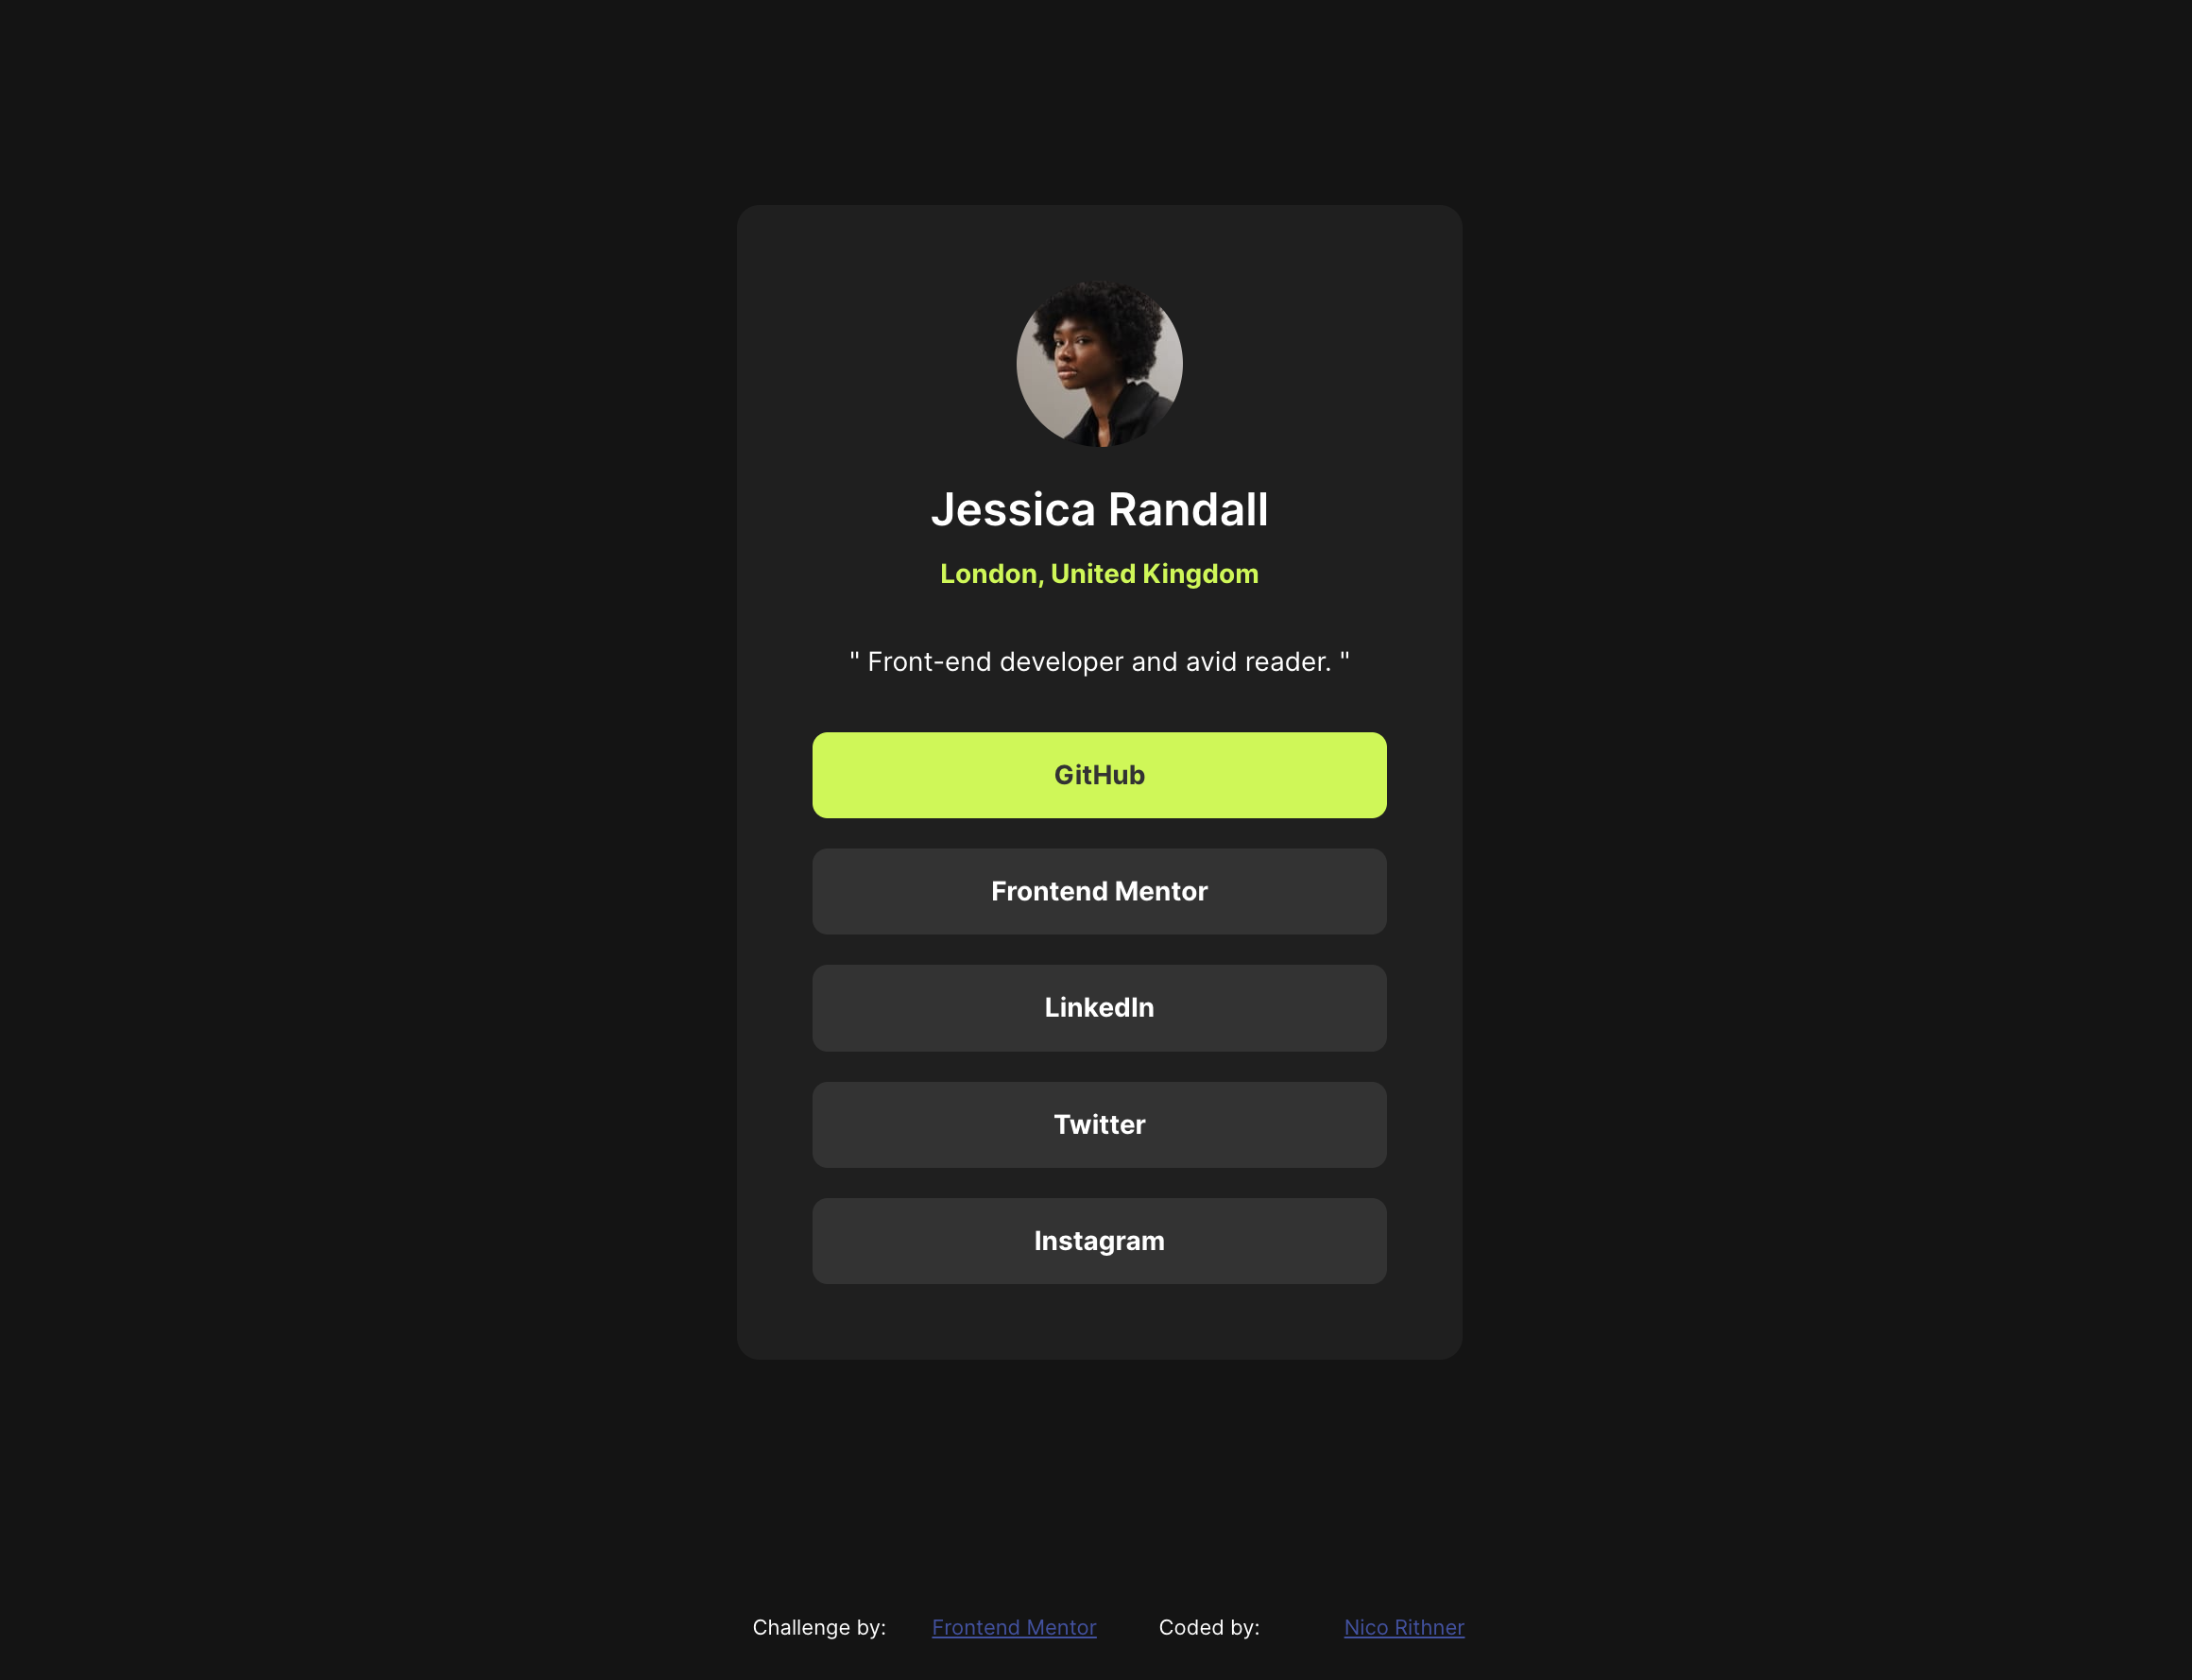 Jessica Randall
London, United Kingdom
" Front-end developer and avid reader. "
GitHub
Frontend Mentor
LinkedIn
Twitter
Instagram
Challenge by: Frontend Mentor Coded by: Nico Rithner